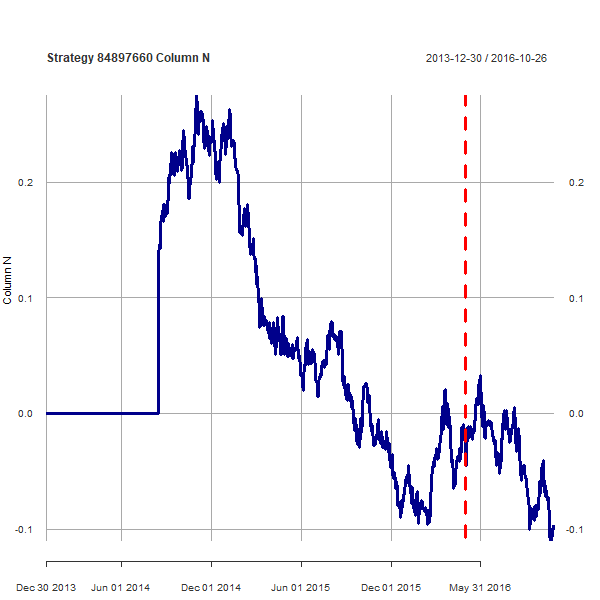 Strategy 84897660 Column N
2013-12-30 / 2016-10-26
Column N
0.2
0.2
0.1
0.1
0.0
0.0
-0.1
-0.1
Dec 30 2013
Jun 01 2014
Dec 01 2014
Jun 01 2015
Dec 01 2015
May 31 2016